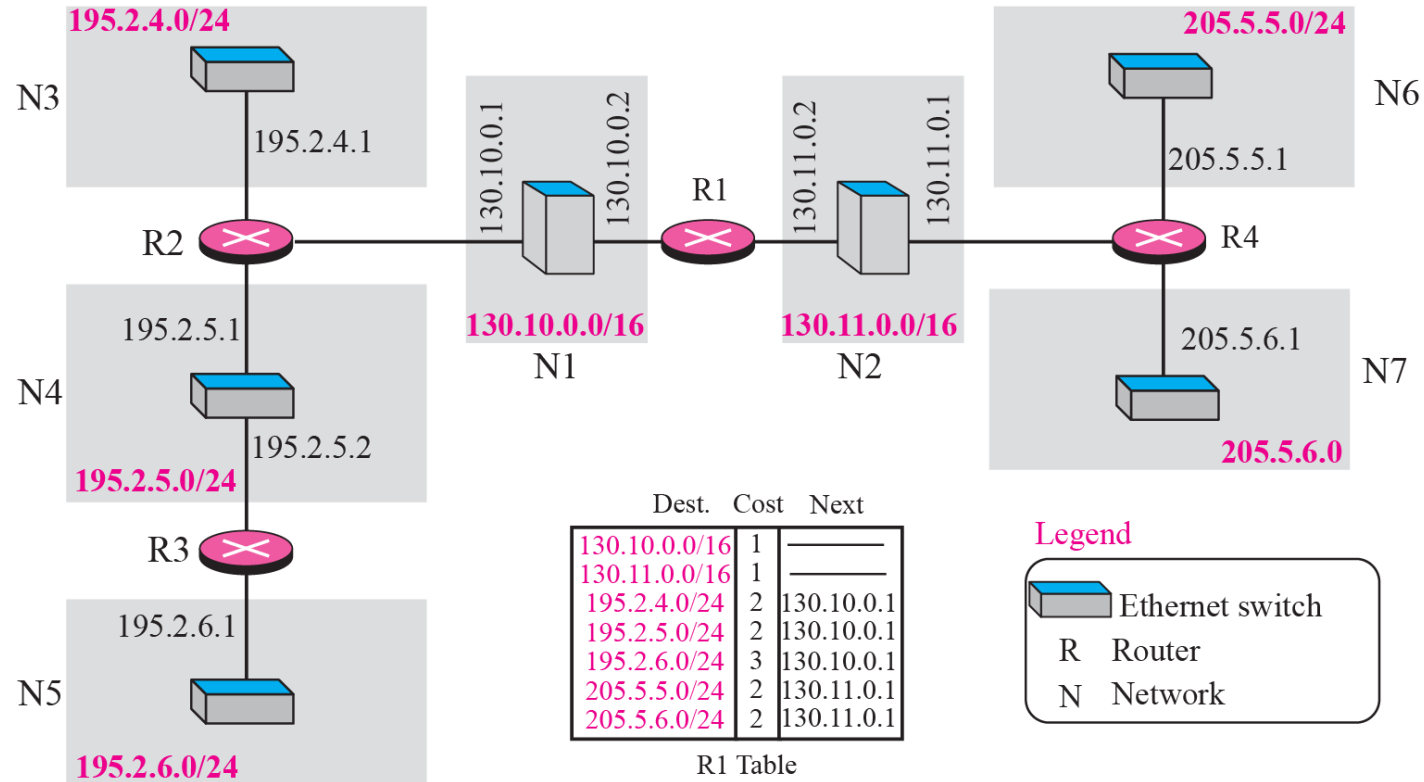 195.2.4.0/24
N3
195.2.4.1
R2
195.2.5.1
N4
195.2.5.2
195.2.5.0/24
R3
195.2.6.1
N5
195.2.6.0/24
130.10.0.1
130.10.0.2
130.10.0.0/16
N1
R1
130.11.0.2
130.11.0.1
130.11.0.0/16
N2
205.5.5.0/24
N6
205.5.5.1
R4
205.5.6.1
N7
205.5.6.0
Dest. Cost Next
130.10.0.0/16 1
130.11.0.0/16 1
195.2.4.0/24 2 130.10.0.1
195.2.5.0/24 2 130.10.0.1
195.2.6.0/24 3 130.10.0.1
205.5.5.0/24 2 130.11.0.1
205.5.6.0/24 2 130.11.0.1
R1 Table
Legend
Ethernet switch
R Router
N Network